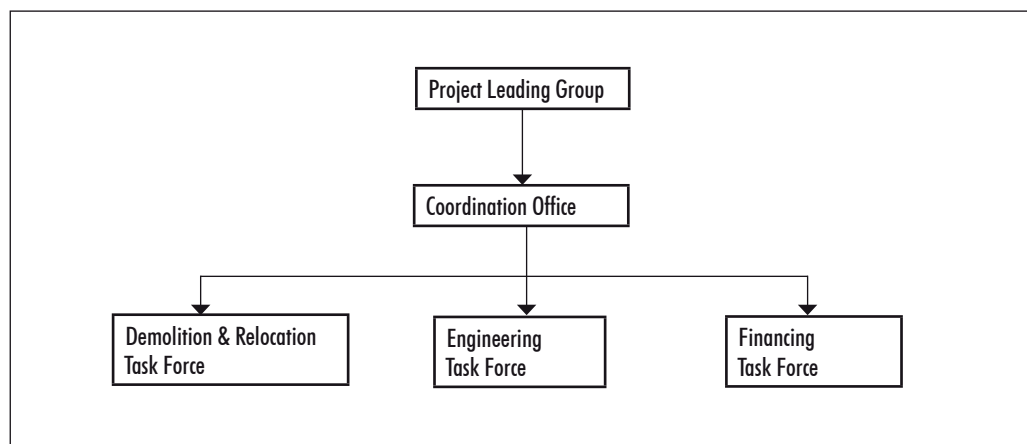 Project Leading Group
Coordination Office
Demolition & Relocation
Task Force
Engineering
Task Force
Financing
Task Force